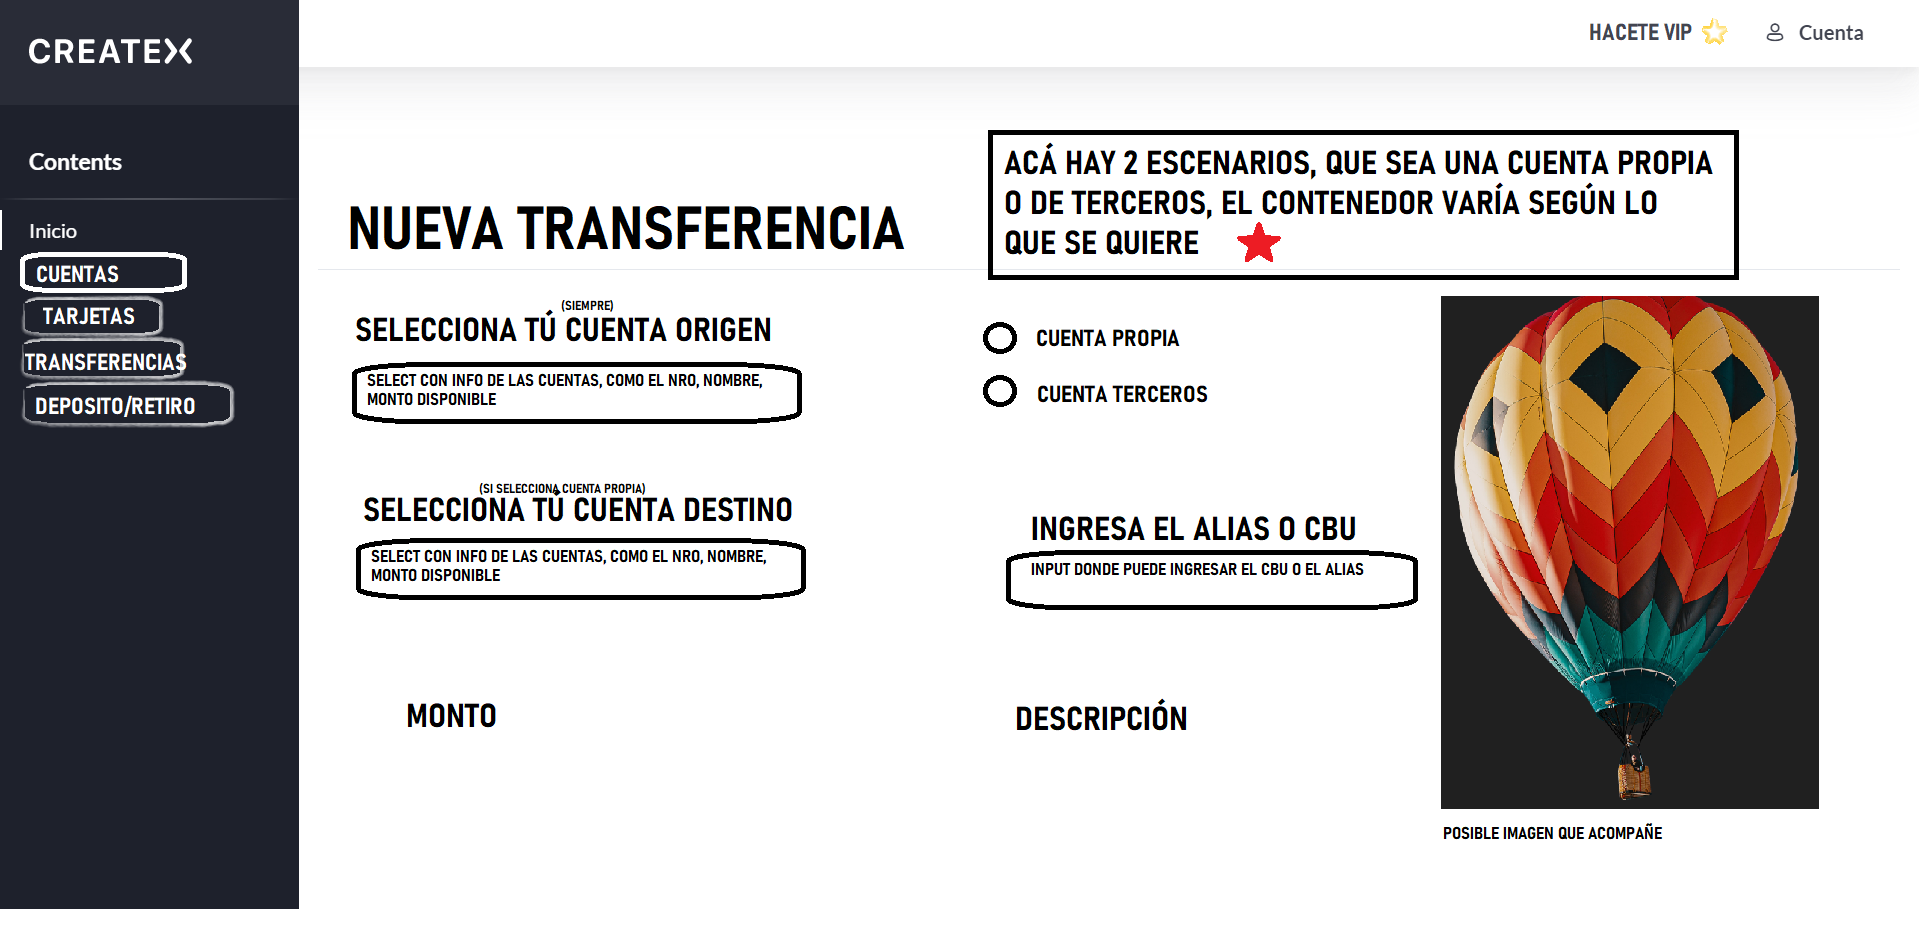 CREATEX
HACETE VIP
Cuenta
Contents
Inicio
CUENTAS
TARJETAS
TRANSFERENCIAS
DEPOSITO/RETIRO
NUEVA TRANSFERENCIA
ACÁ HAY 2 ESCENARIOS, QUE SEA UNA CUENTA PROPIA
O DE TERCEROS, EL CONTENEDOR VARÍA SEGÚN LO
QUE SE QUIERE
(SIEMPRE)
SELECCIONA TÚ CUENTA ORIGEN
SELECT CON INFO DE LAS CUENTAS, COMO EL NRO, NOMBRE,
MONTO DISPONIBLE
CUENTA PROPIA
CUENTA TERCEROS
(SI SELECCIONA CUENTA PROPIA)
SELECCIONA TÚ CUENTA DESTINO
SELECT CON INFO DE LAS CUENTAS, COMO EL NRO, NOMBRE,
MONTO DISPONIBLE
INGRESA EL ALIAS O CBU
INPUT DONDE PUEDE INGRESAR EL CBU O EL ALIAS
MONTO
DESCRIPCIÓN
POSIBLE IMAGEN QUE ACOMPAÑE